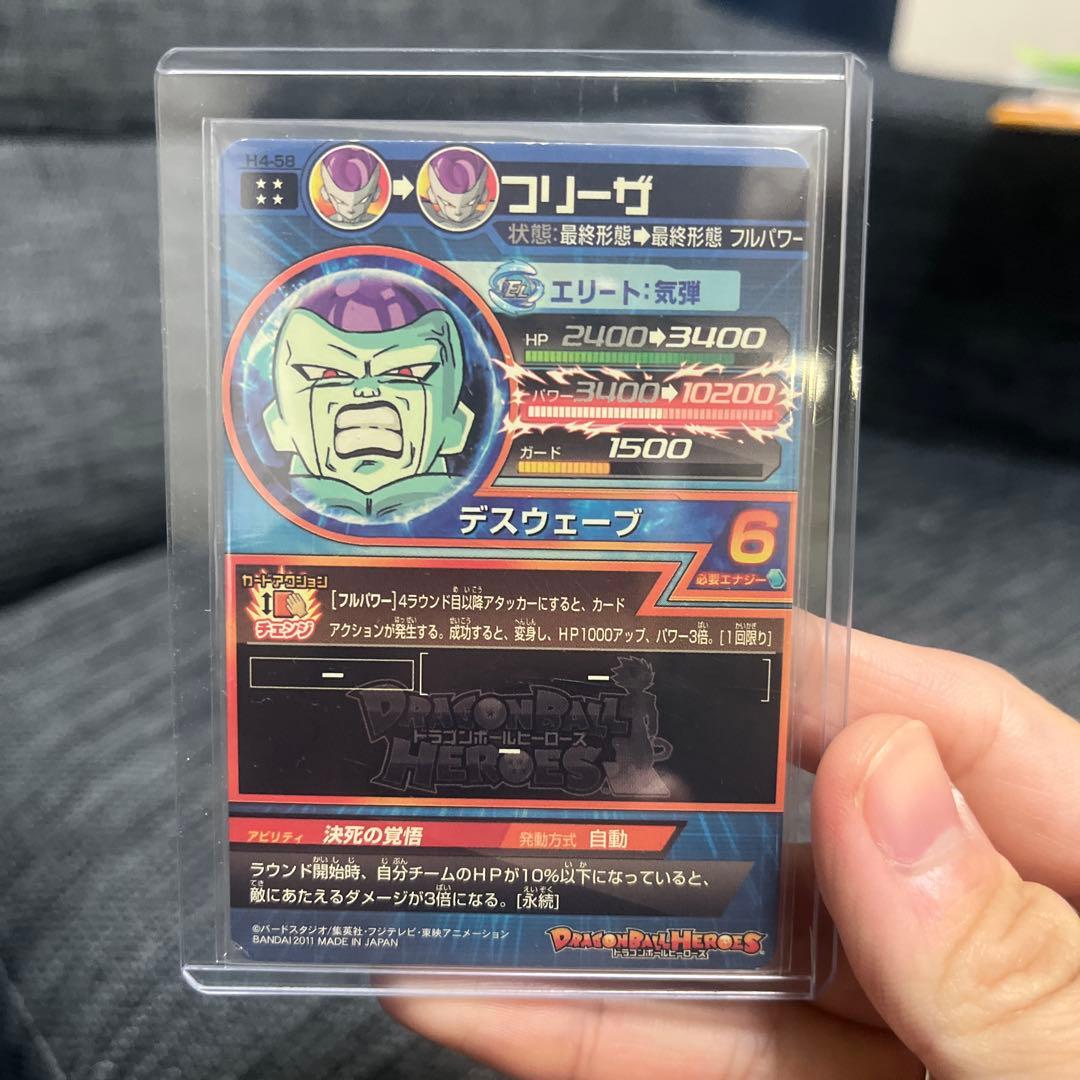 H4-58
フリーザ
状態:最終形態➡最終形態 フルパワー
EL エリート:気弾
HP 2400➡3400
パワー 3400➡10200
ガード 1500
デスウェーブ
6
必要エナジー
カードアクション
チェンジ
[フルパワー]4ラウンド目以降アタッカーにすると、カード
アクションが発生する。成功すると、変身し、HP1000アップ、パワー3倍。[1回限り]
ー
ー
DRAGON BALL
ドラゴンボールヒーローズ
HEROES
ー
アビリティ 決死の覚悟 発動方式 自動
ラウンド開始時、自分チームのHPが10%以下になっていると、
敵にあたえるダメージが3倍になる。[永続]
©バードスタジオ/集英社・フジテレビ・東映アニメーション
BANDAI 2011 MADE IN JAPAN
DRAGON BALL HEROES
ドラゴンボールヒーローズ